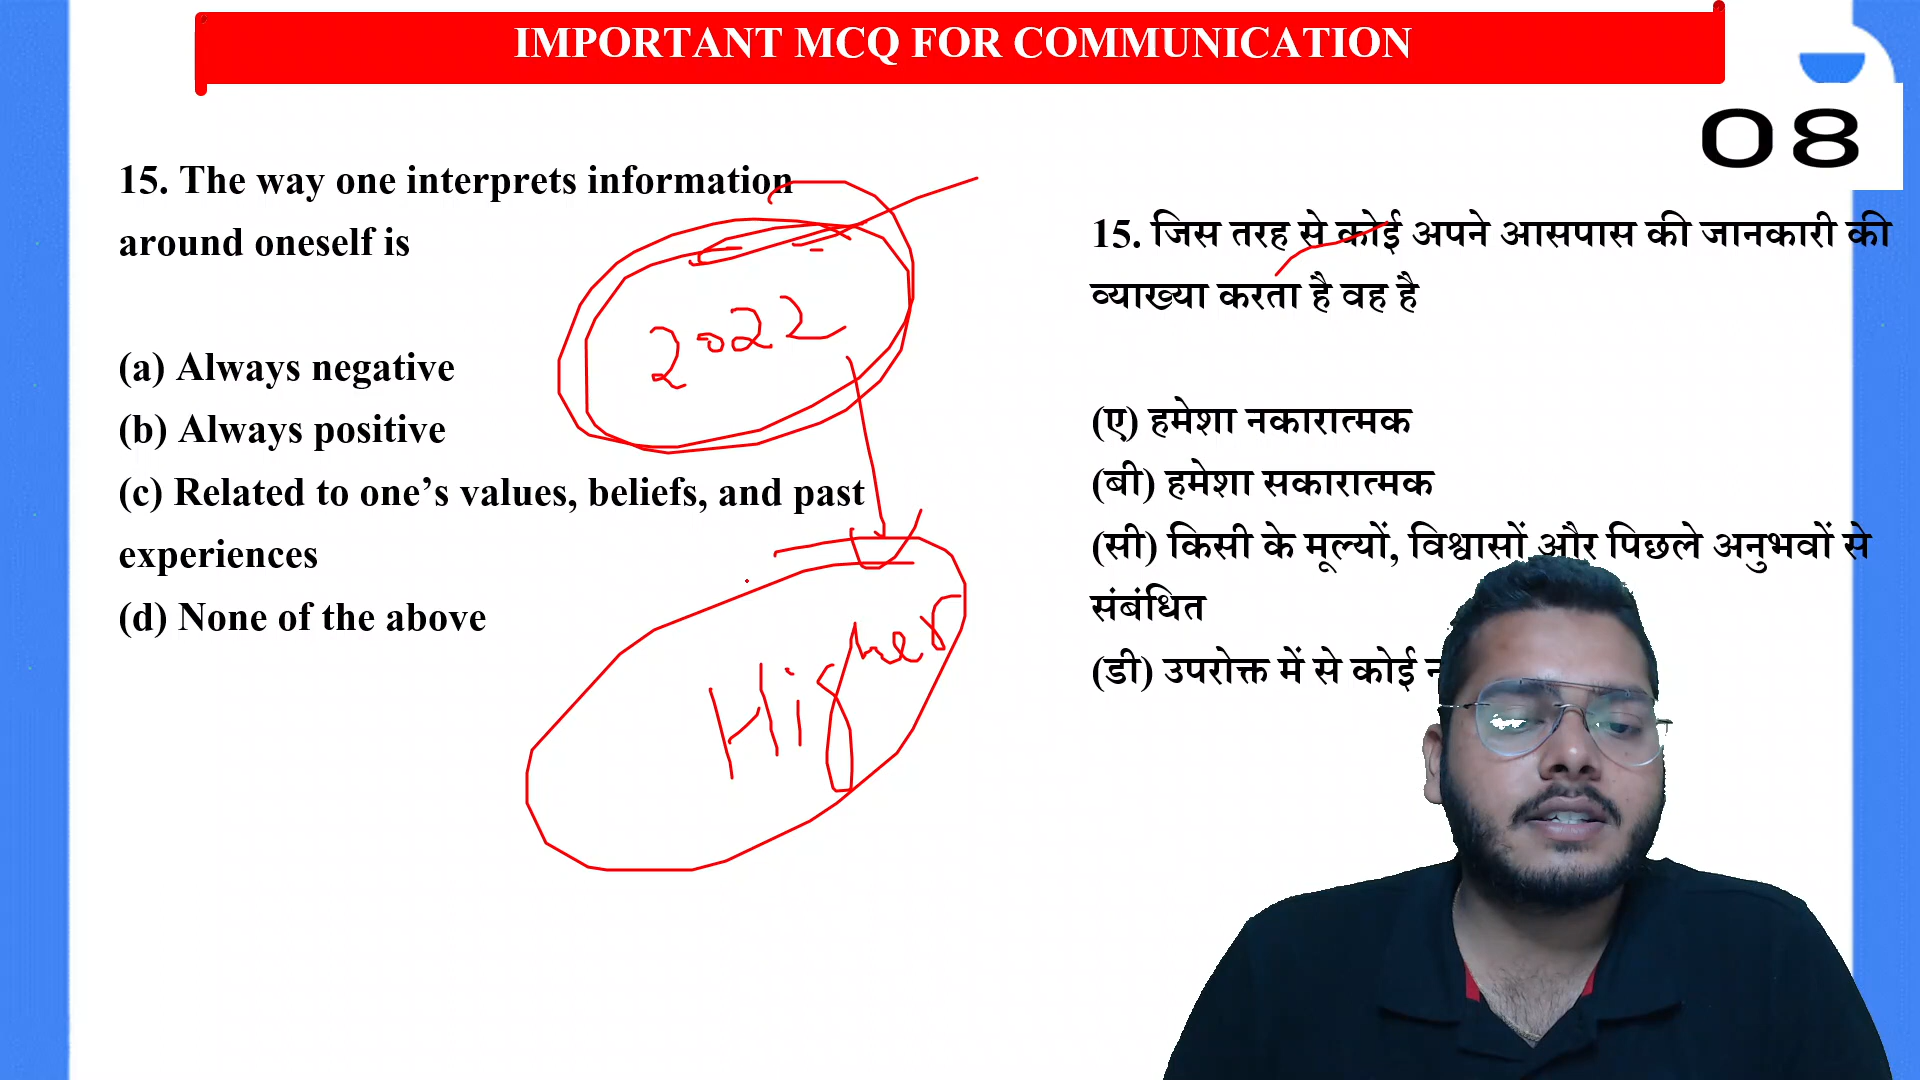 IMPORTANT MCQ FOR COMMUNICATION
08
15. The way one interprets information
around oneself is
(a) Always negative
(b) Always positive
(c) Related to one’s values, beliefs, and past
experiences
(d) None of the above
2022
Higher
15. जिस तरह से कोई अपने आसपास की जानकारी की
व्याख्या करता है वह है
(ए) हमेशा नकारात्मक
(बी) हमेशा सकारात्मक
(सी) किसी के मूल्यों, विश्वासों और पिछले अनुभवों से
संबंधित
(डी) उपरोक्त में से कोई